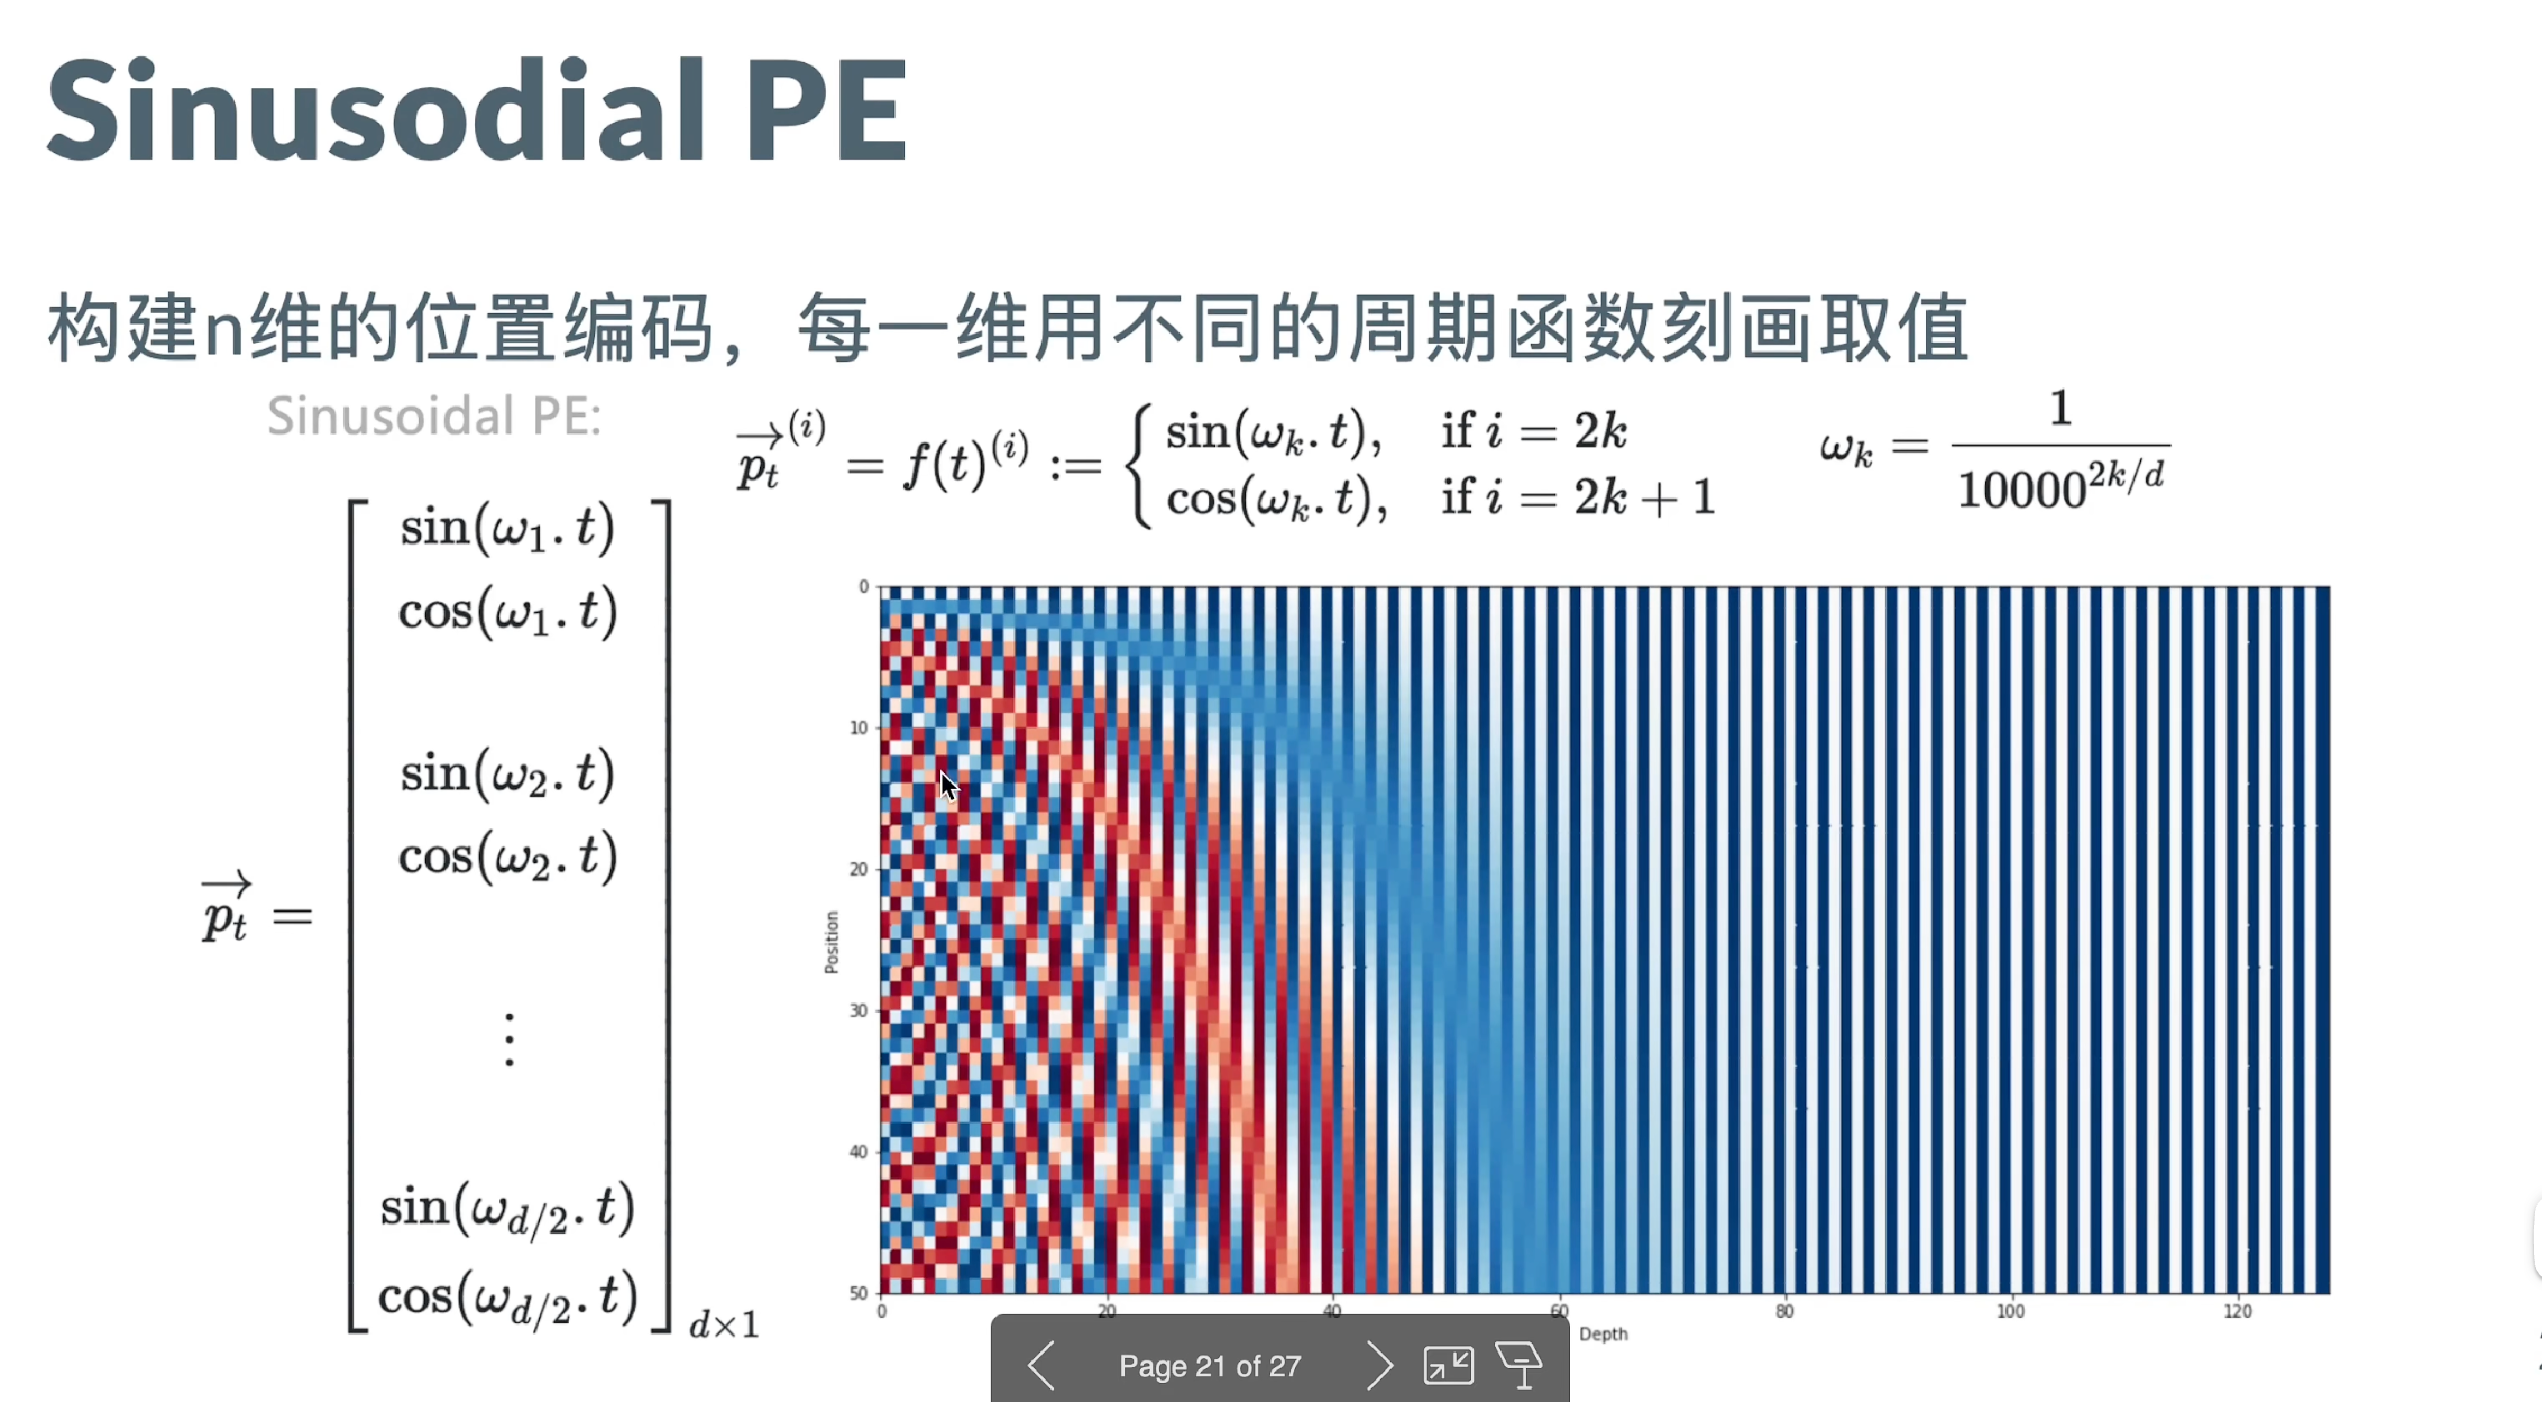 Sinusodial PE
构建n维的位置编码，每一维用不同的周期函数刻画取值
Sinusoidal PE:
$\overrightarrow{p_t}^{(i)} = f(t)^{(i)} := \begin{cases} \sin(\omega_k . t), & \text{if } i = 2k \\ \cos(\omega_k . t), & \text{if } i = 2k + 1 \end{cases}$
$\omega_k = \frac{1}{10000^{2k/d}}$
$\overrightarrow{p_t} = \begin{bmatrix} \sin(\omega_1 . t) \\ \cos(\omega_1 . t) \\ \\ \sin(\omega_2 . t) \\ \cos(\omega_2 . t) \\ \\ \vdots \\ \\ \sin(\omega_{d/2} . t) \\ \cos(\omega_{d/2} . t) \end{bmatrix}_{d \times 1}$
0
10
20
30
40
50
Position
0 20 40 60 80 100 120
Depth
Page 21 of 27